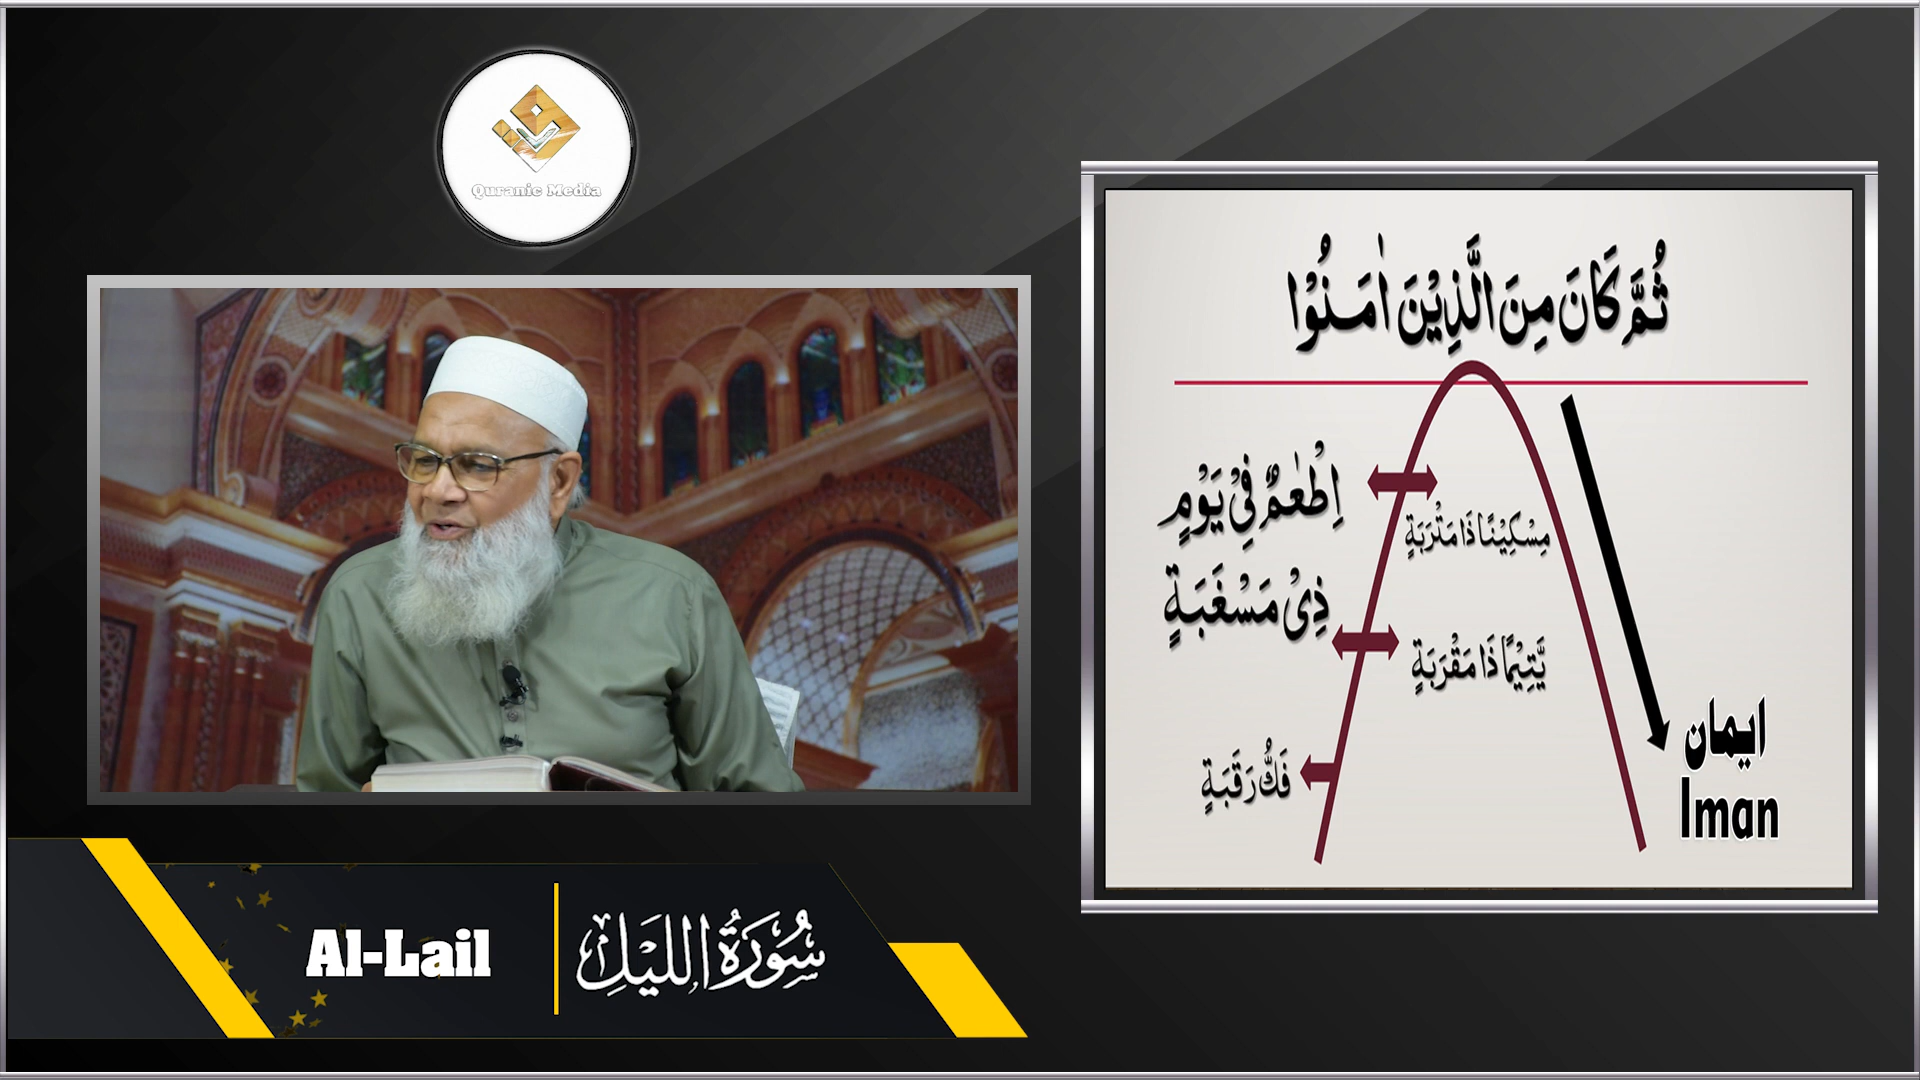 Quranic Media
ثُمَّ كَانَ مِنَ الَّذِيْنَ اٰمَنُوْا
اِطْعٰمٌ فِيْ يَوْمٍ
ذِيْ مَسْغَبَةٍ
مِسْكِيْنًا ذَا مَتْرَبَةٍ
يَّتِيْمًا ذَا مَقْرَبَةٍ
فَكُّ رَقَبَةٍ
ايمان
Iman
Al-Lail
سُوْرَةُ اللَّيْلِ